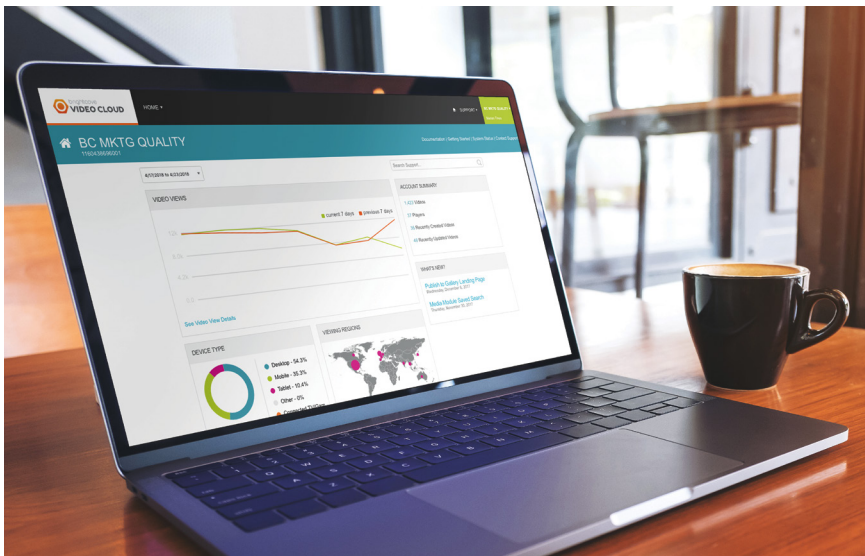 brightcove
VIDEO CLOUD
HOME
SUPPORT
BC MKTG QUALITY
1160438696001
Documentation | Getting Started | System Status | Contact Support
Search Support...
VIDEO VIEWS
current 7 days
previous 7 days
See Video View Details
ACCOUNT SUMMARY
Videos
Players
Recently Created Videos
Recently Updated Videos
WHAT'S NEW?
Publish to Gallery Landing Page
Media Module Saved Search
DEVICE TYPE
Desktop - 54.3%
Mobile - 35.3%
Tablet - 10.4%
Other - 0%
VIEWING REGIONS